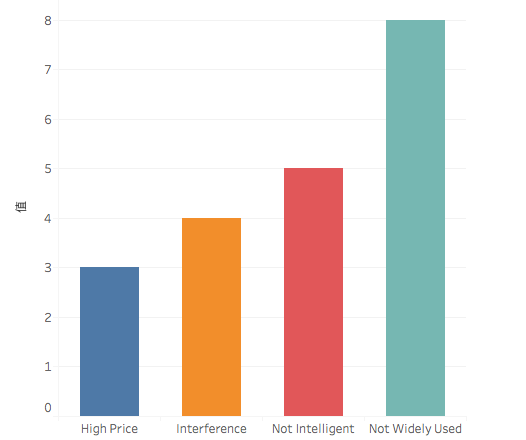 8
7
6
5
4
3
2
1
0
值
High Price
Interference
Not Intelligent
Not Widely Used